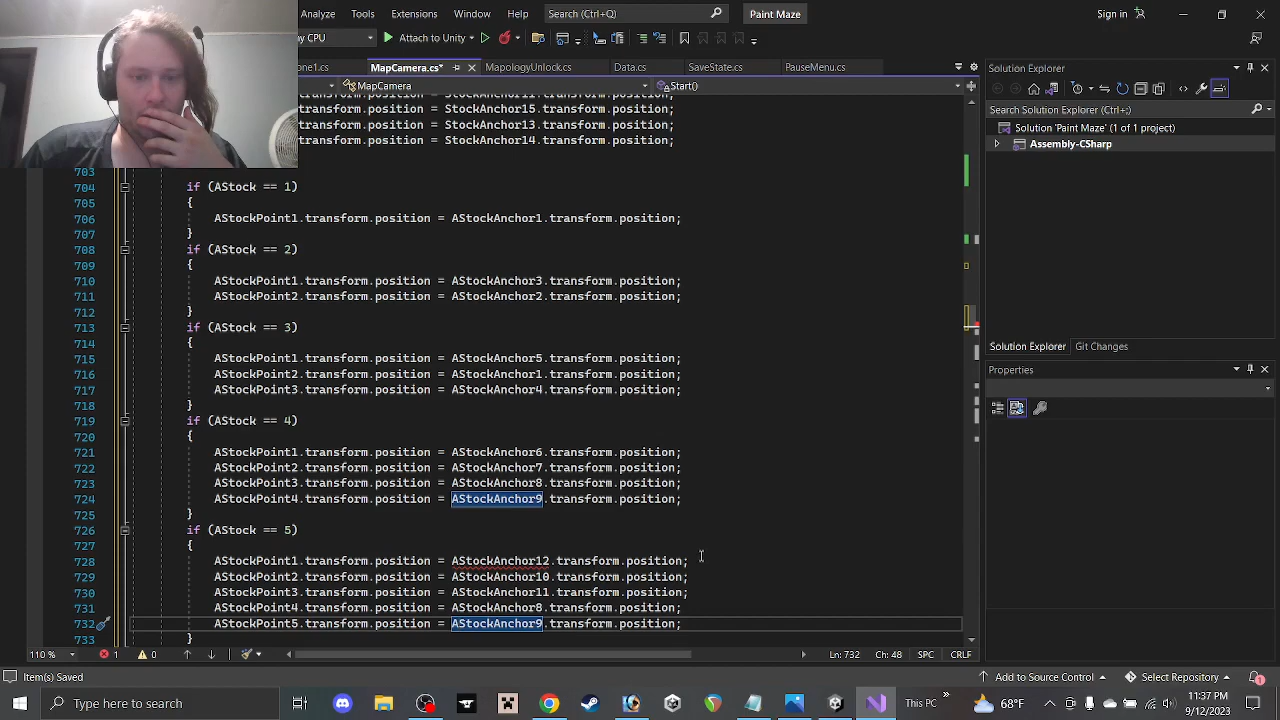 Analyze Tools Extensions Window Help Search (Ctrl+Q) Paint Maze Sign in
CPU Attach to Unity
one1.cs MapCamera.cs* MapologyUnlock.cs Data.cs SaveState.cs PauseMenu.cs
MapCamera Start()
.transform.position = StockAnchor15.transform.position;
.transform.position = StockAnchor13.transform.position;
.transform.position = StockAnchor14.transform.position;
703
704 if (AStock == 1)
705 {
706 AStockPoint1.transform.position = AStockAnchor1.transform.position;
707 }
708 if (AStock == 2)
709 {
710 AStockPoint1.transform.position = AStockAnchor3.transform.position;
711 AStockPoint2.transform.position = AStockAnchor2.transform.position;
712 }
713 if (AStock == 3)
714 {
715 AStockPoint1.transform.position = AStockAnchor5.transform.position;
716 AStockPoint2.transform.position = AStockAnchor1.transform.position;
717 AStockPoint3.transform.position = AStockAnchor4.transform.position;
718 }
719 if (AStock == 4)
720 {
721 AStockPoint1.transform.position = AStockAnchor6.transform.position;
722 AStockPoint2.transform.position = AStockAnchor7.transform.position;
723 AStockPoint3.transform.position = AStockAnchor8.transform.position;
724 AStockPoint4.transform.position = AStockAnchor9.transform.position;
725 }
726 if (AStock == 5)
727 {
728 AStockPoint1.transform.position = AStockAnchor12.transform.position;
729 AStockPoint2.transform.position = AStockAnchor10.transform.position;
730 AStockPoint3.transform.position = AStockAnchor11.transform.position;
731 AStockPoint4.transform.position = AStockAnchor8.transform.position;
732 AStockPoint5.transform.position = AStockAnchor9.transform.position;
733 }
110 % 1 0 Ln: 732 Ch: 48 SPC CRLF
Solution Explorer
Search Solution Explorer (Ctrl+;)
Solution 'Paint Maze' (1 of 1 project)
Assembly-CSharp
Solution Explorer Git Changes
Properties
Item(s) Saved Add to Source Control Select Repository 1
Type here to search This PC 68°F 11:37 PM
9/12/2023